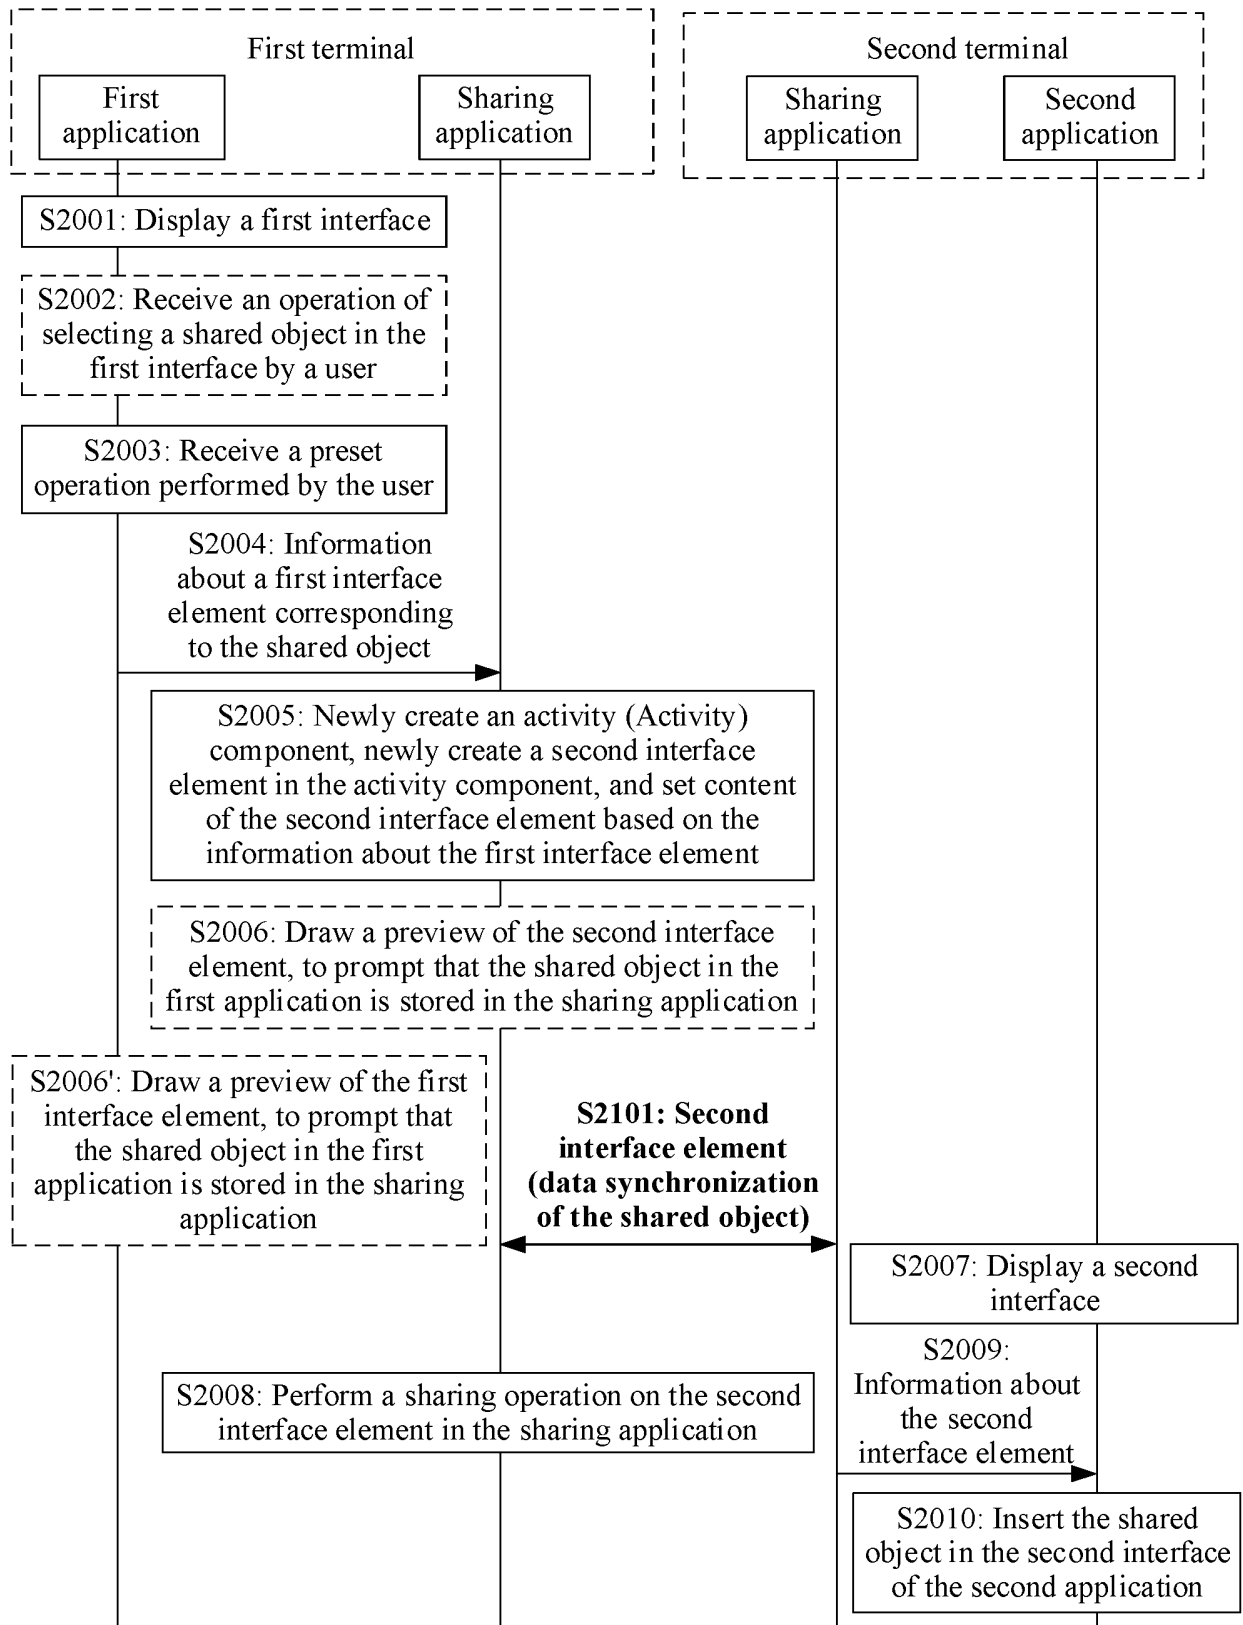 First terminal
Second terminal
First
application
Sharing
application
Sharing
application
Second
application
S2001: Display a first interface
S2002: Receive an operation of
selecting a shared object in the
first interface by a user
S2003: Receive a preset
operation performed by the user
S2004: Information
about a first interface
element corresponding
to the shared object
S2005: Newly create an activity (Activity)
component, newly create a second interface
element in the activity component, and set content
of the second interface element based on the
information about the first interface element
S2006: Draw a preview of the second interface
element, to prompt that the shared object in the
first application is stored in the sharing application
S2006': Draw a preview of the first
interface element, to prompt that
the shared object in the first
application is stored in the sharing
application
S2101: Second
interface element
(data synchronization
of the shared object)
S2007: Display a second
interface
S2008: Perform a sharing operation on the second
interface element in the sharing application
S2009:
Information about
the second
interface element
S2010: Insert the shared
object in the second interface
of the second application